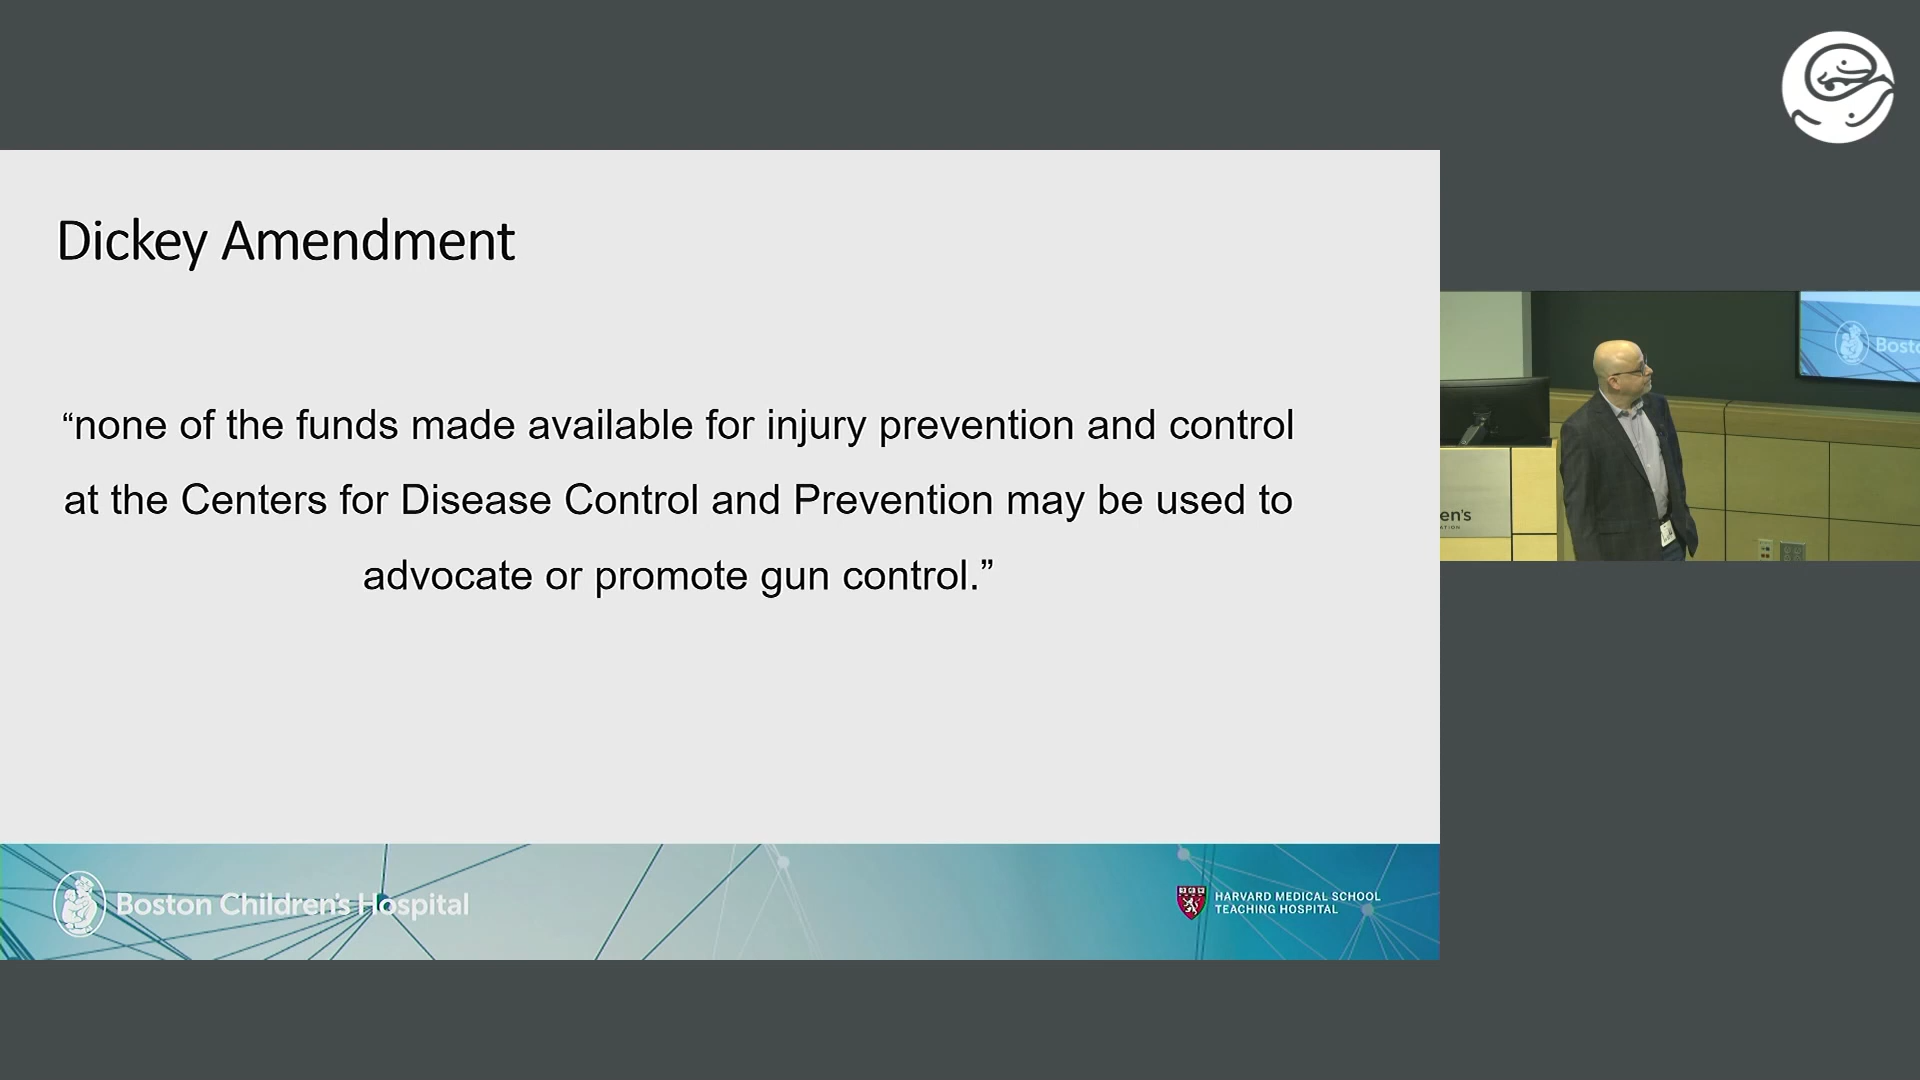 Dickey Amendment
“none of the funds made available for injury prevention and control
at the Centers for Disease Control and Prevention may be used to
advocate or promote gun control.”
Boston Children's Hospital
HARVARD MEDICAL SCHOOL
TEACHING HOSPITAL
Bosto
en's